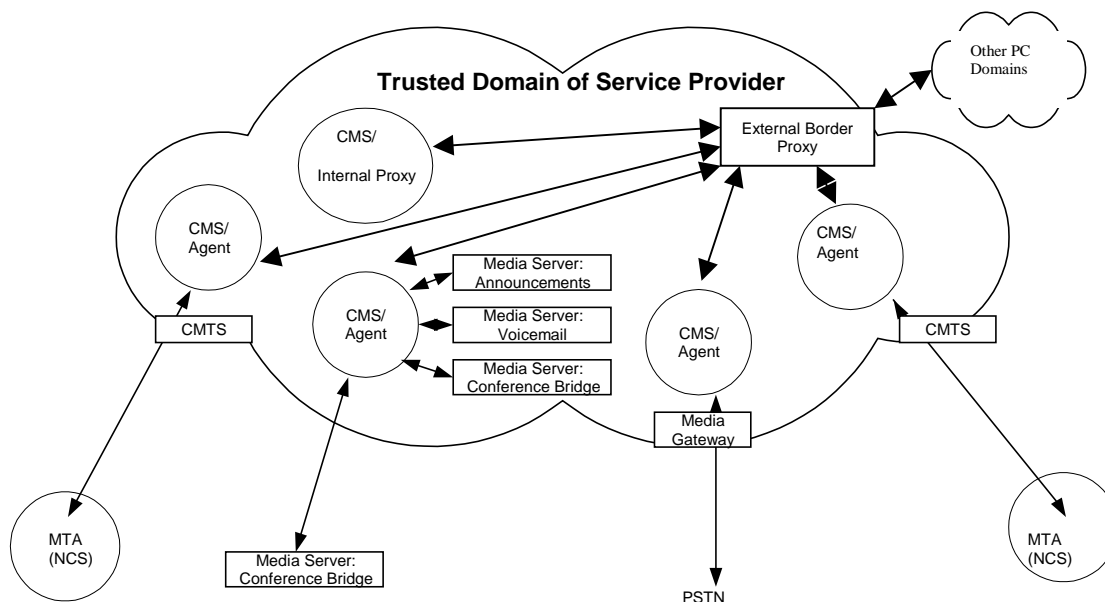 Other PC
Domains
Trusted Domain of Service Provider
CMS/
Internal Proxy
External Border
Proxy
CMS/
Agent
CMS/
Agent
Media Server:
Announcements
CMS/
Agent
Media Server:
Voicemail
CMS/
Agent
CMTS
CMTS
Media Server:
Conference Bridge
Media
Gateway
MTA
(NCS)
MTA
(NCS)
Media Server:
Conference Bridge
PSTN